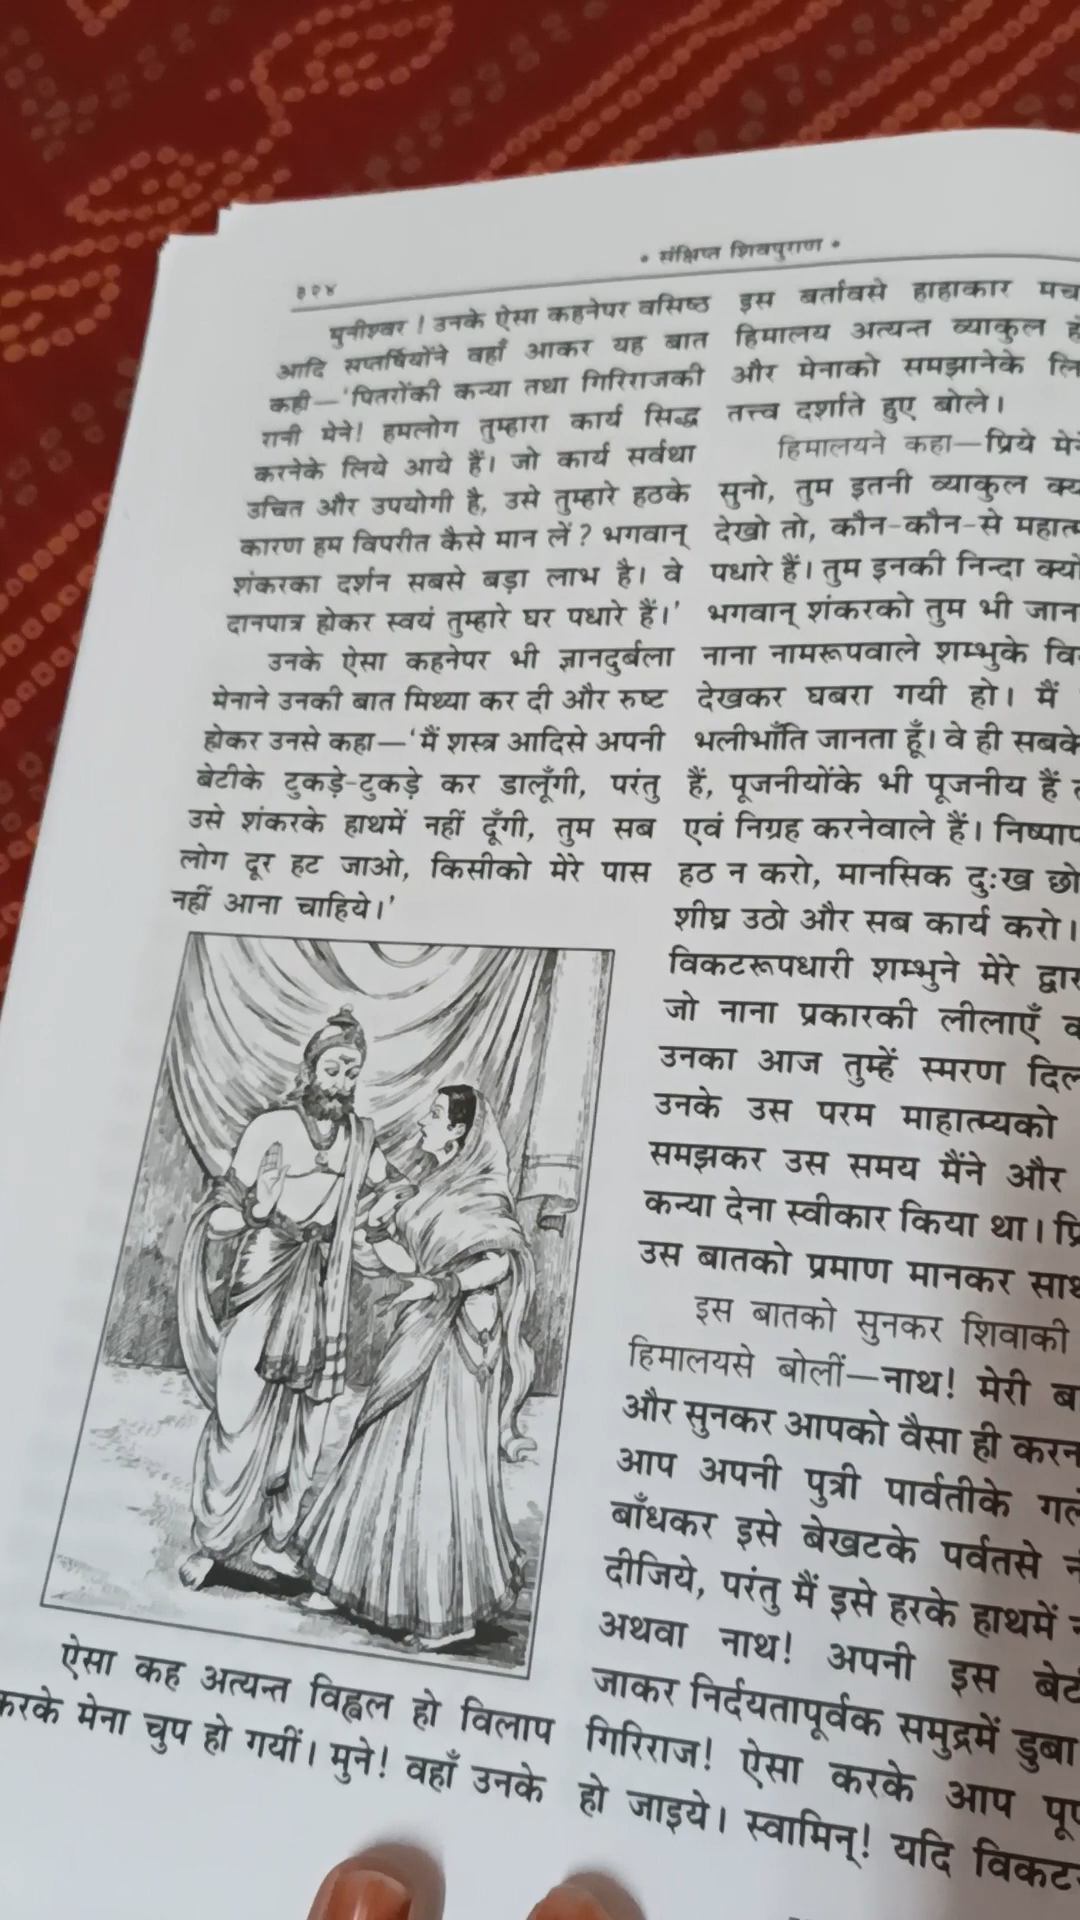 ३२४
• संक्षिप्त शिवपुराण •
मुनीश्वर ! उनके ऐसा कहनेपर वसिष्ठ
आदि सप्तर्षियोंने वहाँ आकर यह बात
कही—‘पितरोंकी कन्या तथा गिरिराजकी
रानी मेने! हमलोग तुम्हारा कार्य सिद्ध
करनेके लिये आये हैं। जो कार्य सर्वथा
उचित और उपयोगी है, उसे तुम्हारे हठके
कारण हम विपरीत कैसे मान लें? भगवान्
शंकरका दर्शन सबसे बड़ा लाभ है। वे
दानपात्र होकर स्वयं तुम्हारे घर पधारे हैं।’
उनके ऐसा कहनेपर भी ज्ञानदुर्बला
मेनाने उनकी बात मिथ्या कर दी और रुष्ट
होकर उनसे कहा—‘मैं शस्त्र आदिसे अपनी
बेटीके टुकड़े-टुकड़े कर डालूँगी, परंतु
उसे शंकरके हाथमें नहीं दूँगी, तुम सब
लोग दूर हट जाओ, किसीको मेरे पास
नहीं आना चाहिये।’
ऐसा कह अत्यन्त विह्वल हो विलाप
करके मेना चुप हो गयीं। मुने! वहाँ उनके
इस बर्तावसे हाहाकार मच
हिमालय अत्यन्त व्याकुल
और मेनाको समझानेके
तत्त्व दर्शाते हुए बोले।
हिमालयने कहा—प्रिये
सुनो, तुम इतनी व्याकुल
देखो तो, कौन-कौन-से
पधारे हैं। तुम इनकी निन्दा
भगवान् शंकरको तुम भी
नाना नामरूपवाले शम्भुके
देखकर घबरा गयी हो। मैं
भलीभाँति जानता हूँ। वे ही सबके
हैं, पूजनीयोंके भी पूजनीय हैं
एवं निग्रह करनेवाले हैं।
हठ न करो, मानसिक दुःख
शीघ्र उठो और सब कार्य करो।
विकटरूपधारी शम्भुने मेरे
जो नाना प्रकारकी लीलाएँ
उनका आज तुम्हें स्मरण
उनके उस परम माहात्म्यको
समझकर उस समय मैंने और
कन्या देना स्वीकार किया था।
उस बातको प्रमाण मानकर
इस बातको सुनकर शिवाकी
हिमालयसे बोलीं—नाथ! मेरी
और सुनकर आपको वैसा ही
आप अपनी पुत्री पार्वतीके
बाँधकर इसे बेखटके पर्वतसे
दीजिये, परंतु मैं इसे हरके हाथमें
अथवा नाथ! अपनी इस
जाकर निर्दयतापूर्वक समुद्रमें डुबा
गिरिराज! ऐसा करके आप
हो जाइये। स्वामिन्! यदि